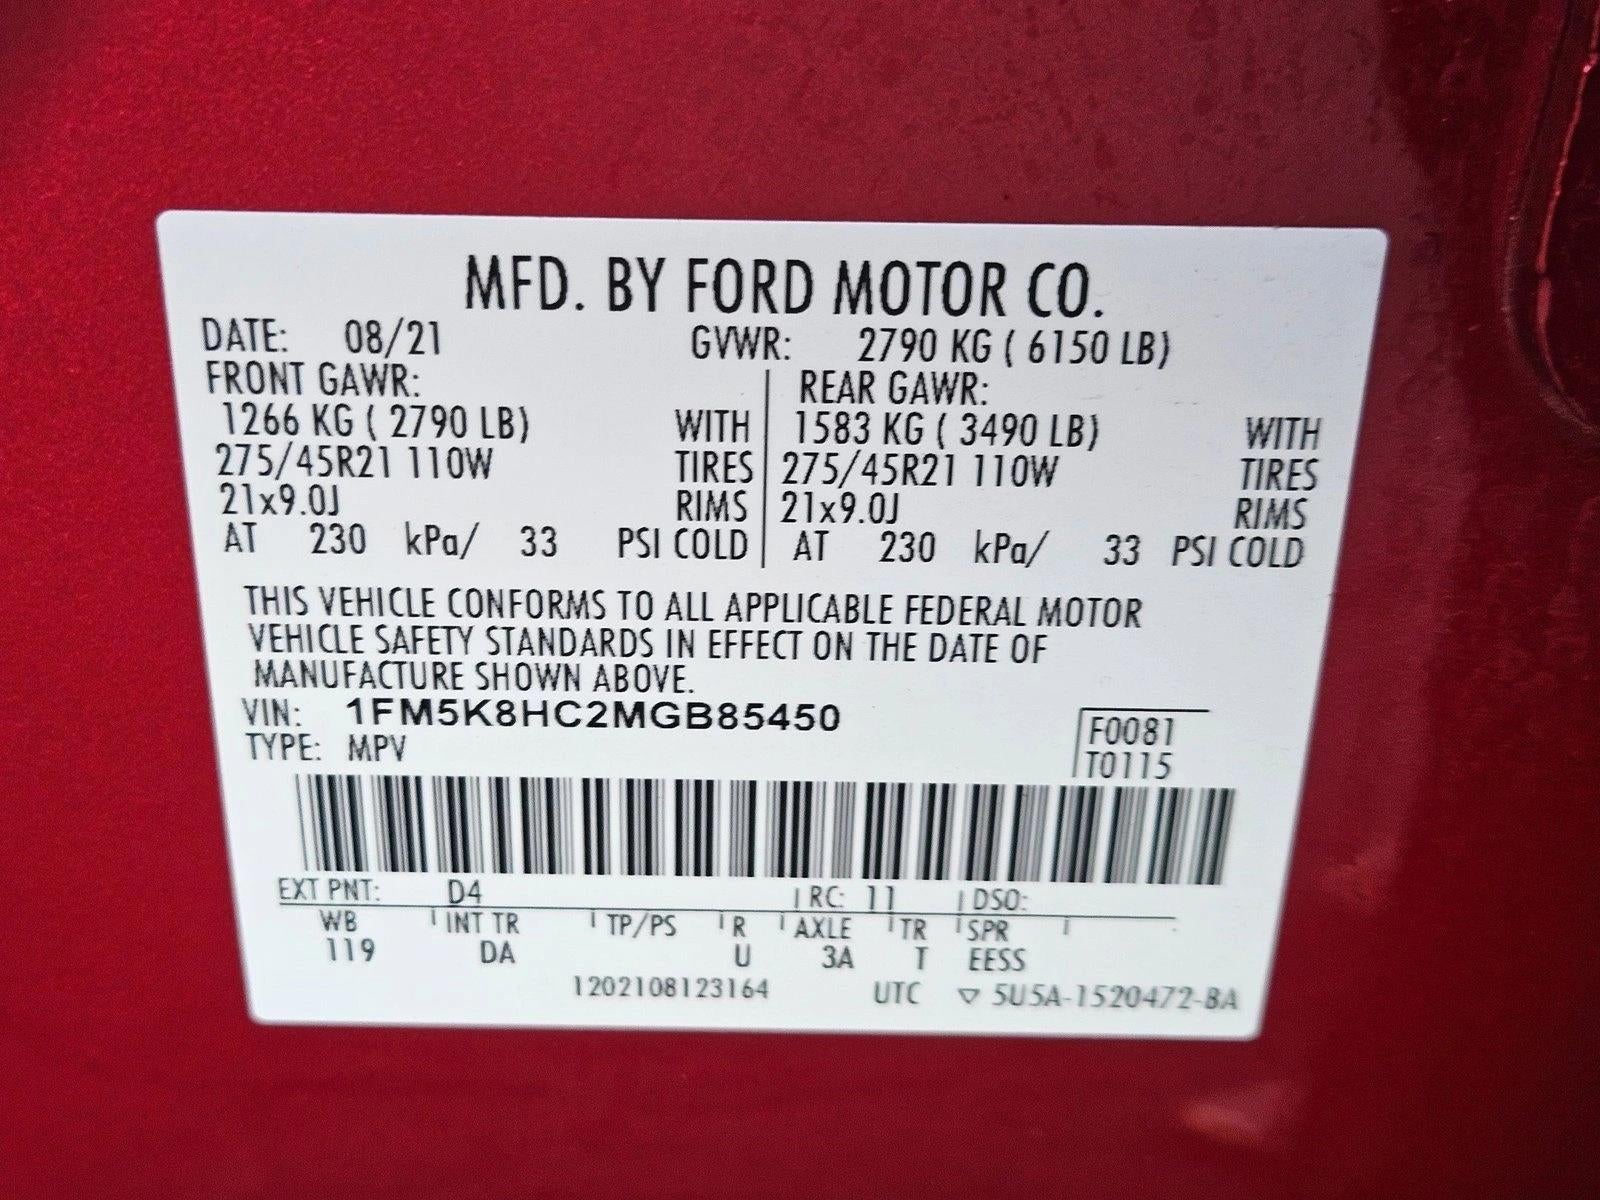 MFD. BY FORD MOTOR CO.
DATE: 08/21 GVWR: 2790 KG ( 6150 LB)
FRONT GAWR: REAR GAWR:
1266 KG ( 2790 LB) WITH 1583 KG ( 3490 LB) WITH
275/45R21 110W TIRES 275/45R21 110W TIRES
21x9.0J RIMS 21x9.0J RIMS
AT 230 kPa/ 33 PSI COLD AT 230 kPa/ 33 PSI COLD
THIS VEHICLE CONFORMS TO ALL APPLICABLE FEDERAL MOTOR
VEHICLE SAFETY STANDARDS IN EFFECT ON THE DATE OF
MANUFACTURE SHOWN ABOVE.
VIN: 1FM5K8HC2MGB85450 F0081
TYPE: MPV T0115
EXT PNT: D4 RC: 11 DSO:
WB INT TR TP/PS R AXLE TR SPR
119 DA U 3A T EESS
1202108123164 UTC ▽ 5U5A-1520472-BA